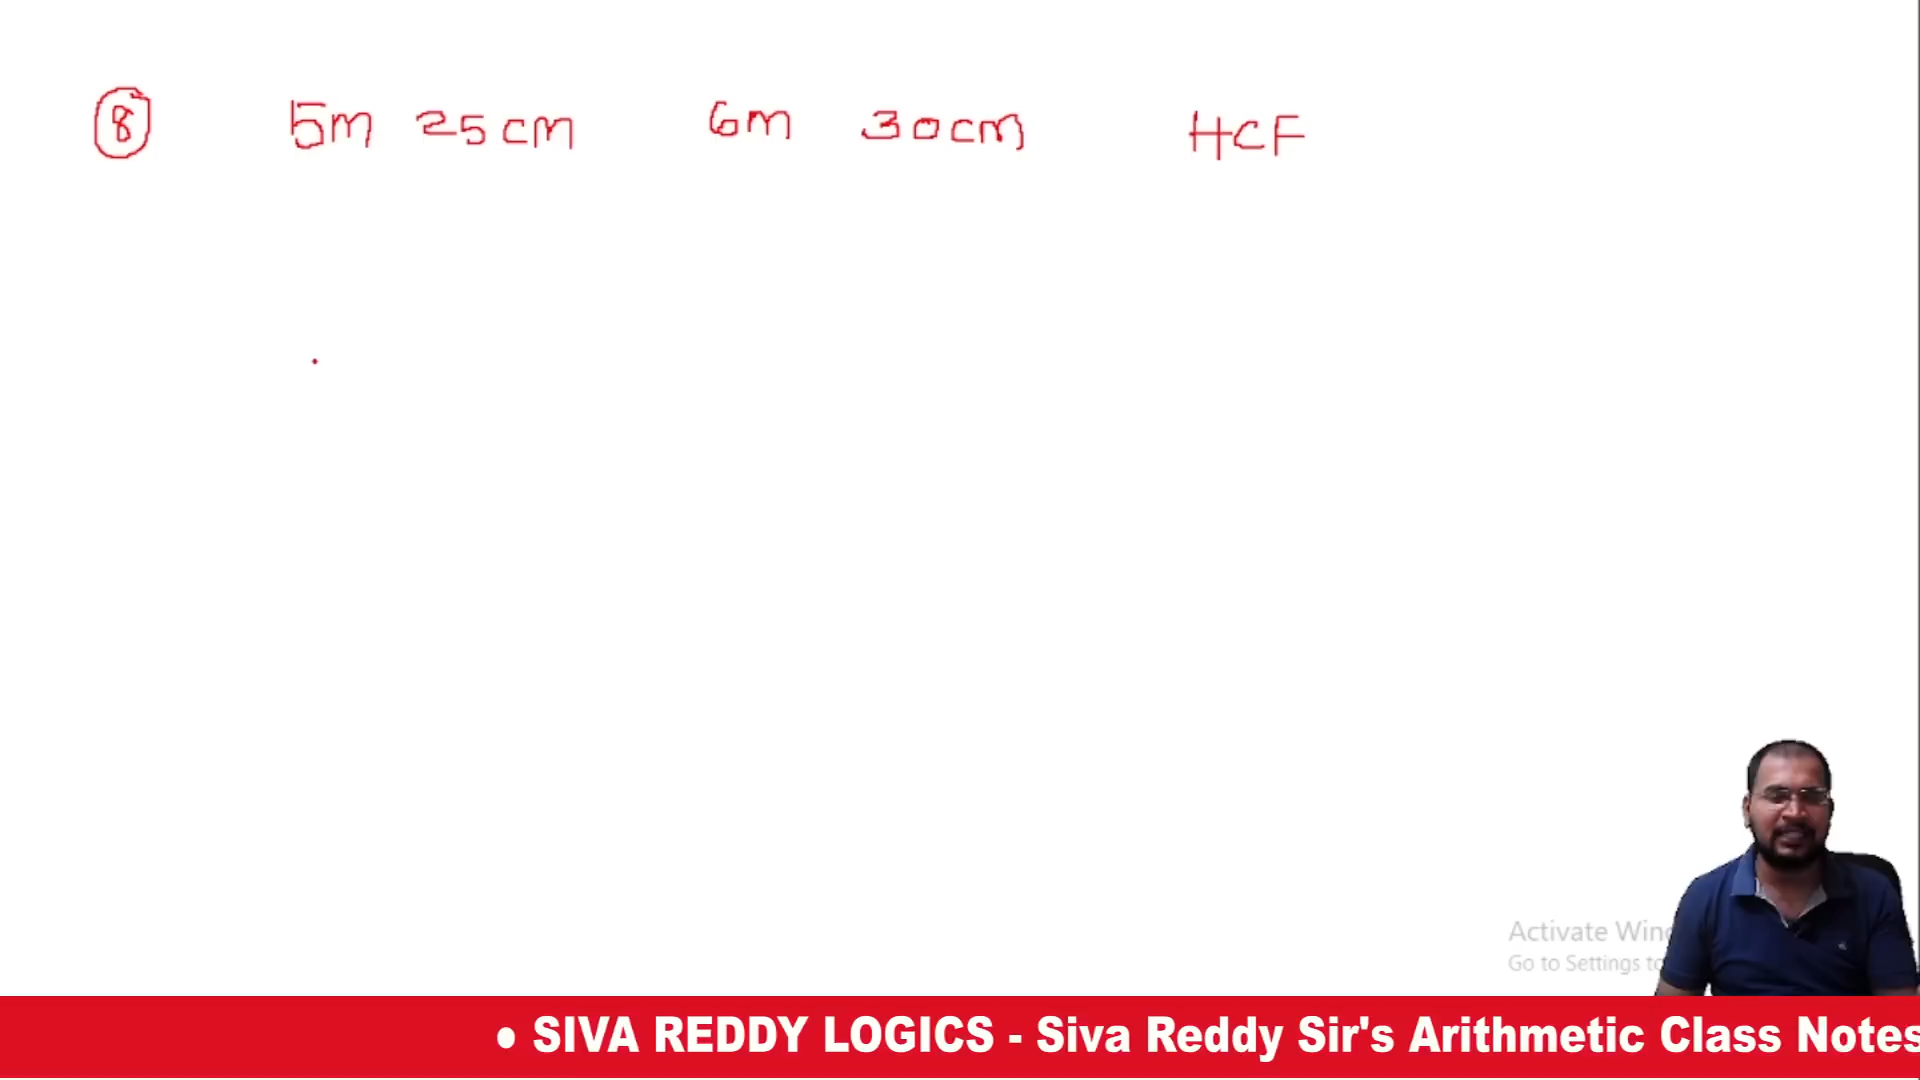 8 5m 25cm 6m 30cm HCF
Activate Win
Go to Settings to
• SIVA REDDY LOGICS - Siva Reddy Sir's Arithmetic Class Notes